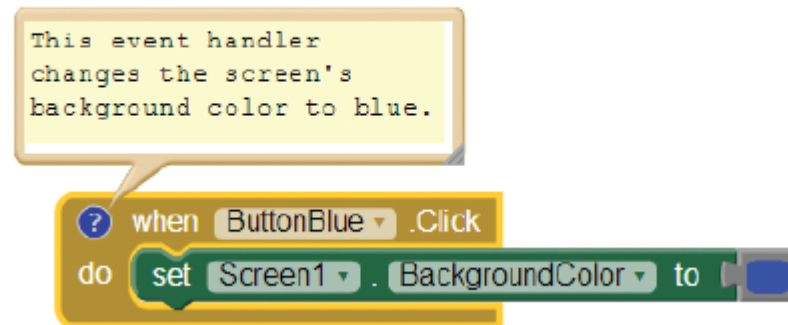 This event handler
changes the screen's
background color to blue.
? when ButtonBlue .Click
do set Screen1 . BackgroundColor to